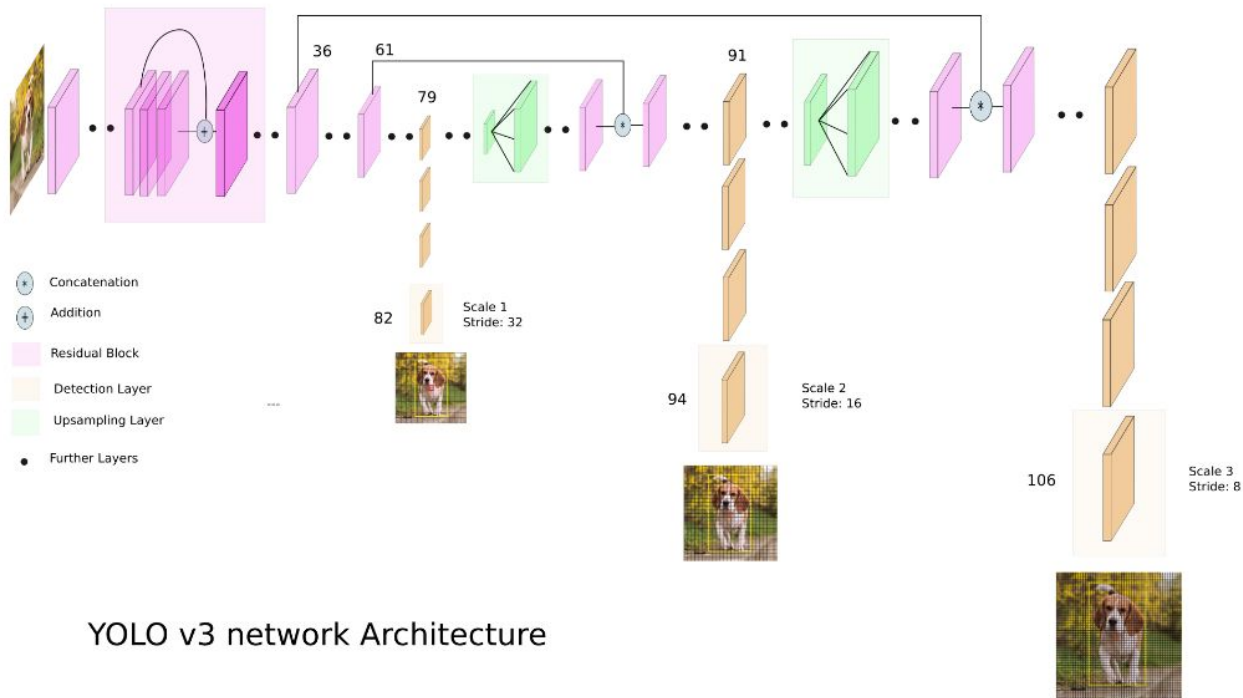 36
61
91
79
Concatenation
Addition
Residual Block
Detection Layer
Upsampling Layer
Further Layers
82
Scale 1
Stride: 32
94
Scale 2
Stride: 16
106
Scale 3
Stride: 8
YOLO v3 network Architecture